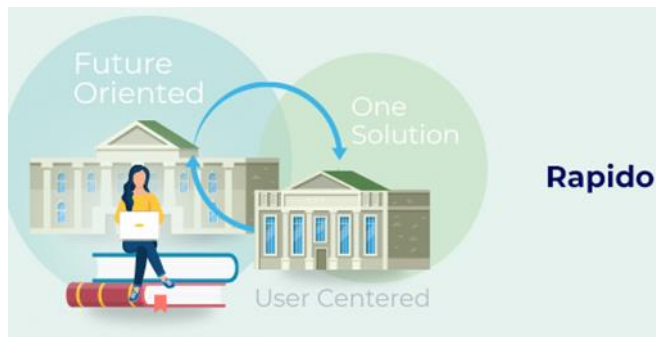 Future
Oriented
One
Solution
Rapido
User Centered